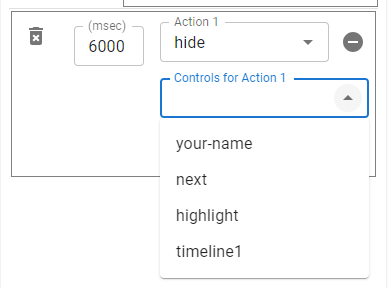 (msec)
6000
Action 1
hide
Controls for Action 1
your-name
next
highlight
timeline1